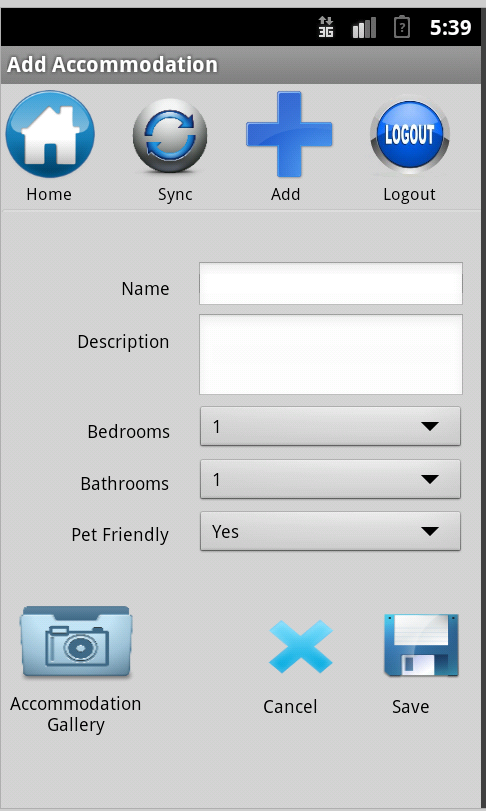 3G ? 5:39
Add Accommodation
LOGOUT
Home Sync Add Logout
Name
Description
Bedrooms 1
Bathrooms 1
Pet Friendly Yes
Accommodation
Gallery
Cancel Save